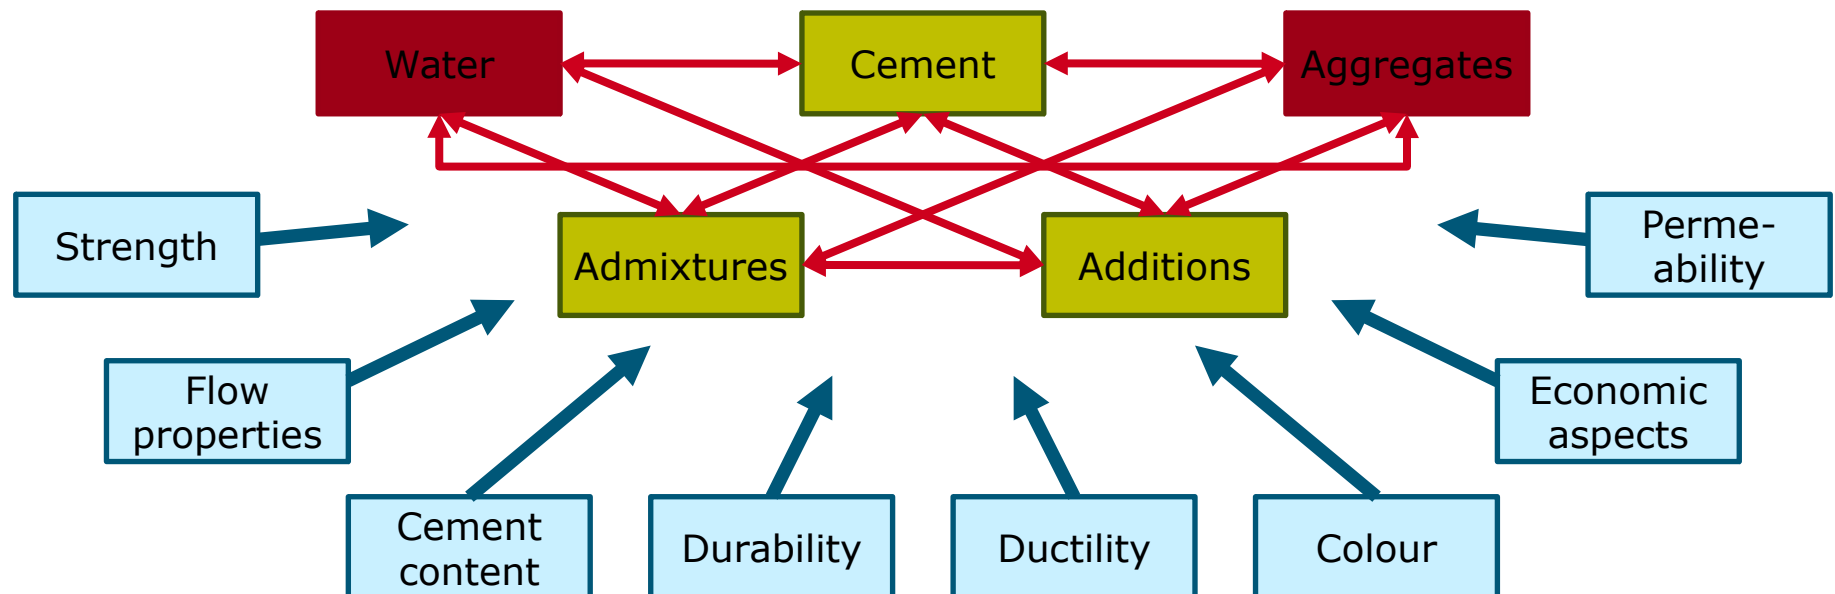 Water
Cement
Aggregates
Strength
Admixtures
Additions
Perme-
ability
Flow
properties
Economic
aspects
Cement
content
Durability
Ductility
Colour